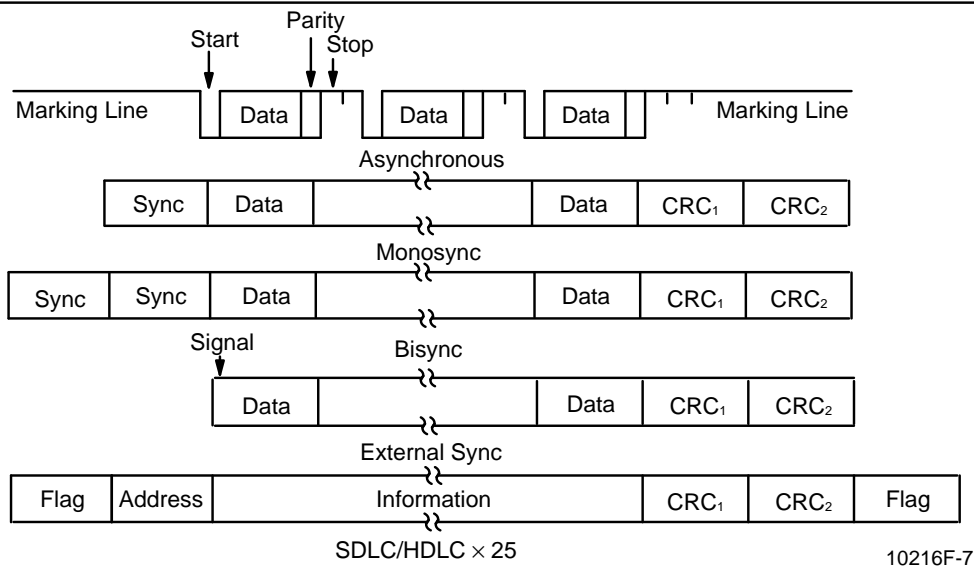 Parity
Start
Stop
Marking Line Data Data Data Marking Line
Asynchronous
Sync Data Data CRC₁ CRC₂
Monosync
Sync Sync Data Data CRC₁ CRC₂
Signal
Bisync
Data Data CRC₁ CRC₂
External Sync
Flag Address Information CRC₁ CRC₂ Flag
SDLC/HDLC × 25
10216F-7